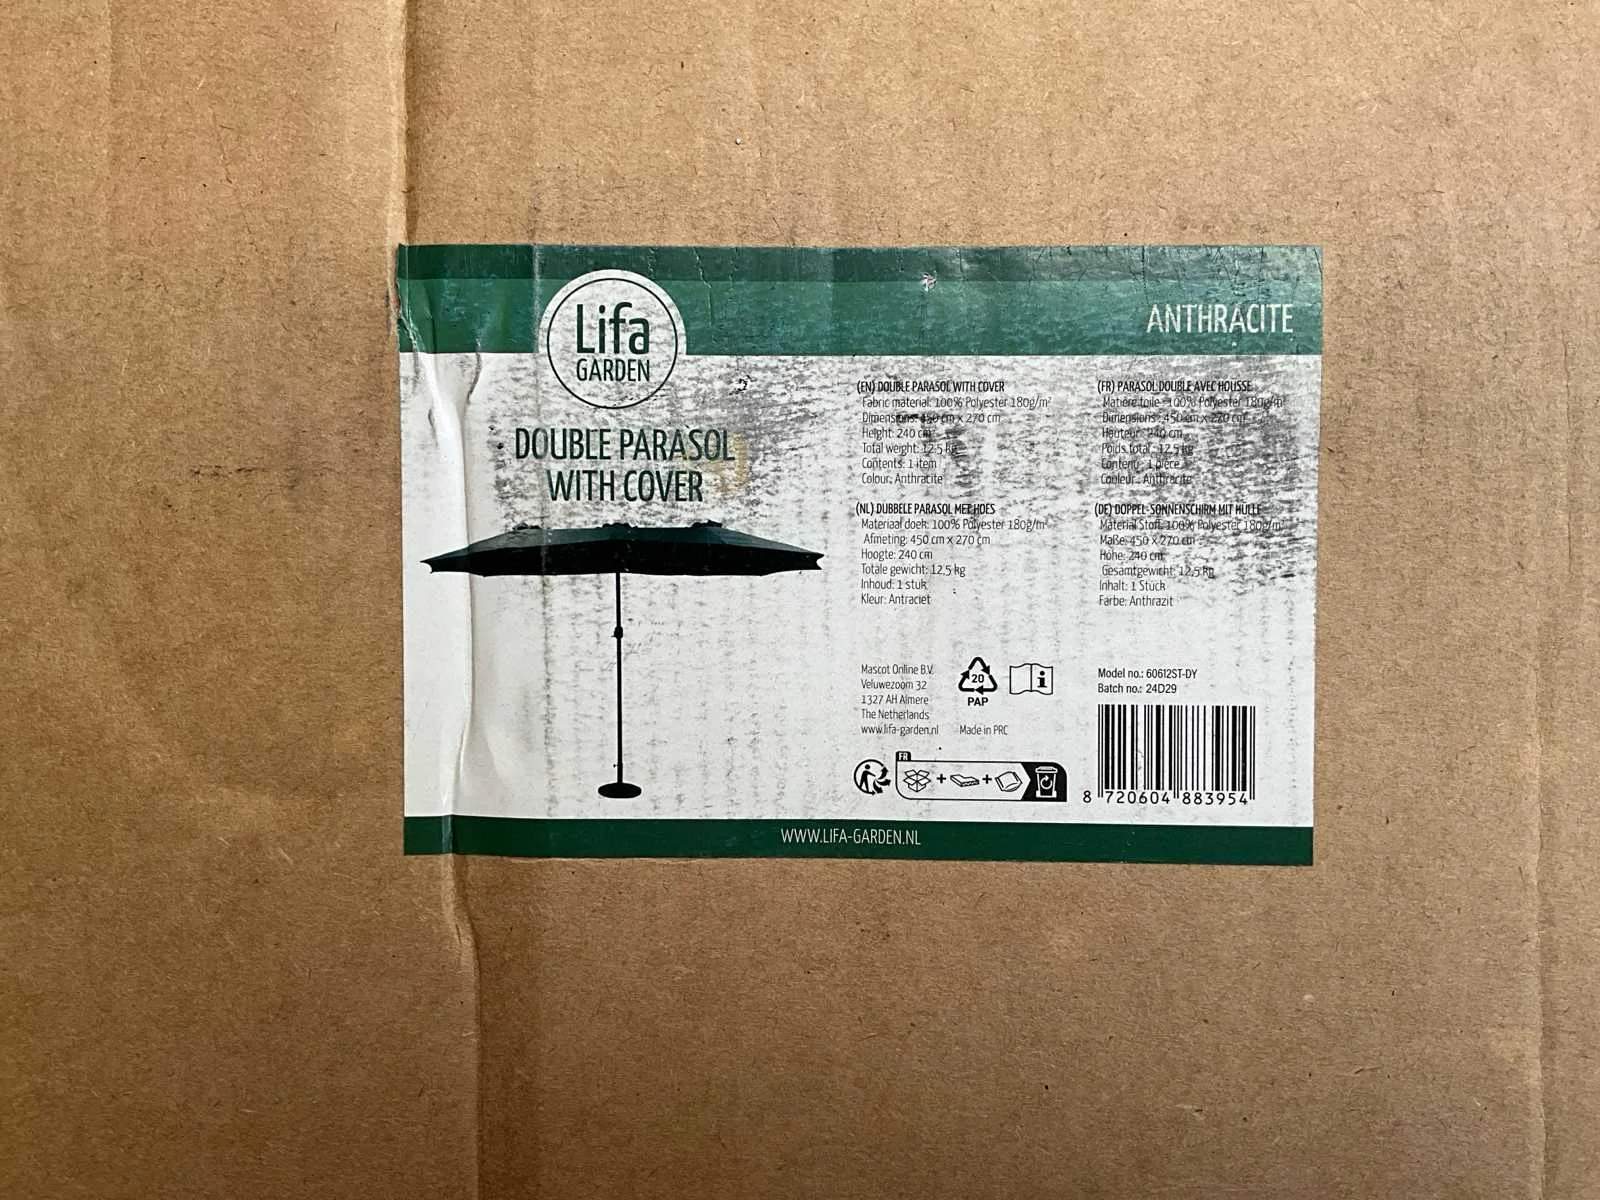 Lifa
GARDEN
ANTHRACITE
DOUBLE PARASOL
WITH COVER
(EN) DOUBLE PARASOL WITH COVER
Fabric material: 100% Polyester 180g/m²
Dimensions: 450 cm x 270 cm
Height: 240 cm
Total weight: 12.5 kg
Contents: 1 item
Colour: Anthracite
(FR) PARASOL DOUBLE AVEC HOUSSE
Matière toile : 100% Polyester 180g/m²
Dimensions : 450 cm x 270 cm
Hauteur : 240 cm
Poids total : 12,5 kg
Contenu : 1 pièce
Couleur : Anthracite
(NL) DUBBELE PARASOL MET HOES
Materiaal doek: 100% Polyester 180g/m²
Afmeting: 450 cm x 270 cm
Hoogte: 240 cm
Totale gewicht: 12,5 kg
Inhoud: 1 stuk
Kleur: Antraciet
(DE) DOPPEL-SONNENSCHIRM MIT HÜLLE
Material Stoff: 100% Polyester 180g/m²
Maße: 450 x 270 cm
Höhe: 240 cm
Gesamtgewicht: 12,5 kg
Inhalt: 1 Stück
Farbe: Anthrazit
Mascot Online B.V.
Veluwezoom 32
1327 AH Almere
The Netherlands
www.lifa-garden.nl
20
PAP
i
Made in PRC
Model no.: 60612ST-DY
Batch no.: 24D29
FR
8 720604 883954
WWW.LIFA-GARDEN.NL